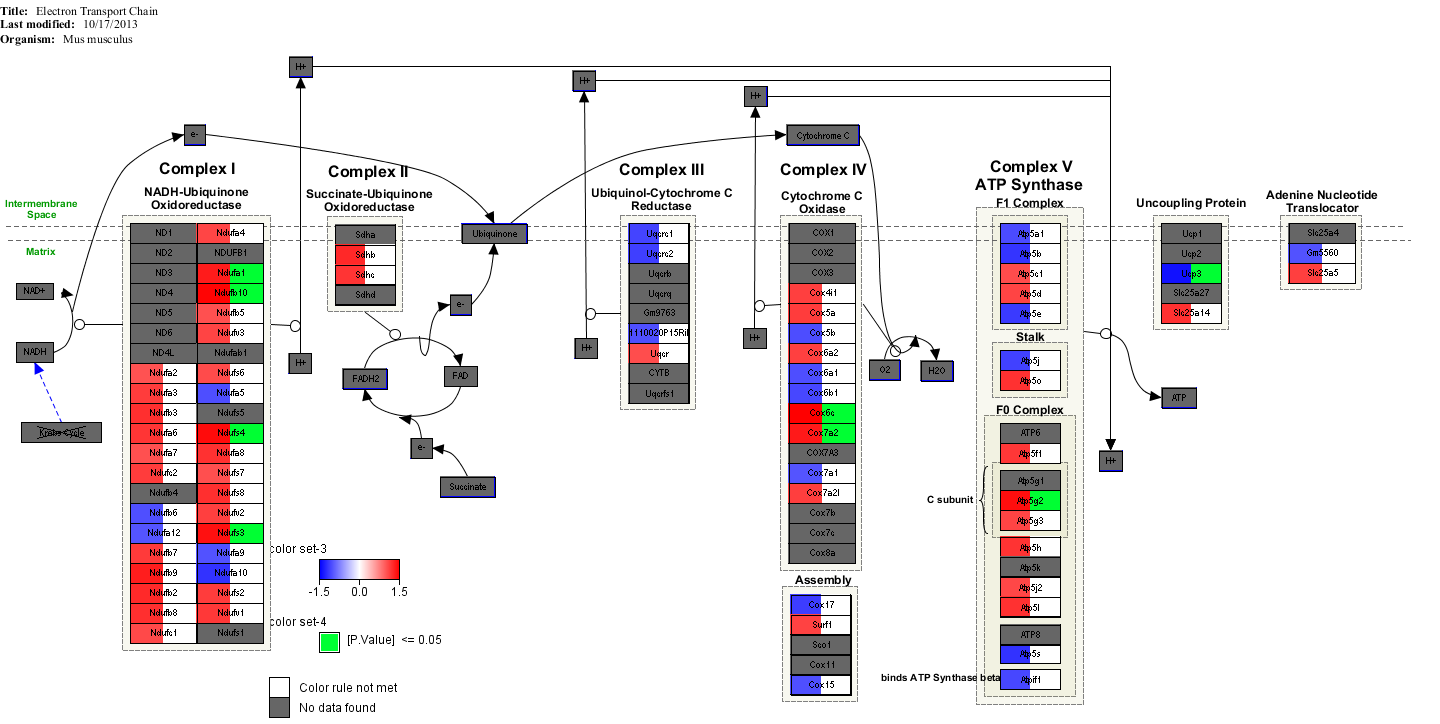 Title: Electron Transport Chain
Last modified: 10/17/2013
Organism: Mus musculus
H+
H+
H+
e-
Cytochrome C
Complex I
NADH-Ubiquinone
Oxidoreductase
Complex II
Succinate-Ubiquinone
Oxidoreductase
Complex III
Ubiquinol-Cytochrome C
Reductase
Complex IV
Cytochrome C
Oxidase
Complex V
ATP Synthase
F1 Complex
Uncoupling Protein
Adenine Nucleotide
Translocator
Intermembrane
Space
Matrix
NAD+
NADH
Krebs Cycle
ND1
ND2
ND3
ND4
ND5
ND6
ND4L
Ndufa2
Ndufa3
Ndufb3
Ndufa6
Ndufa7
Ndufc2
Ndufb4
Ndufb6
Ndufa12
Ndufb7
Ndufb9
Ndufb2
Ndufb8
Ndufc1
Ndufa4
NDUFB1
Ndufa1
Ndufb10
Ndufb5
Ndufv3
Ndufab1
Ndufs6
Ndufa5
Ndufs5
Ndufs4
Ndufa8
Ndufs7
Ndufs8
Ndufv2
Ndufs3
Ndufa9
Ndufa10
Ndufs2
Ndufv1
Ndufs1
H+
Sdha
Sdhb
Sdhc
Sdhd
Ubiquinone
e-
FADH2
FAD
e-
Succinate
H+
Uqcrc1
Uqcrc2
Uqcrb
Uqcrq
Gm9763
1110020P15Ri
Uqcr
CYTB
Uqcrfs1
H+
COX1
COX2
COX3
Cox4i1
Cox5a
Cox5b
Cox6a2
Cox6a1
Cox6b1
Cox6c
Cox7a2
COX7A3
Cox7a1
Cox7a2l
Cox7b
Cox7c
Cox8a
Assembly
Cox17
Surf1
Sco1
Cox11
Cox15
O2
H2O
Atp5a1
Atp5b
Atp5c1
Atp5d
Atp5e
Stalk
Atp5j
Atp5o
F0 Complex
ATP6
Atp5f1
C subunit
Atp5g1
Atp5g2
Atp5g3
Atp5h
Atp5k
Atp5j2
Atp5l
ATP8
Atp5s
binds ATP Synthase beta
Atpif1
Ucp1
Ucp2
Ucp3
Slc25a27
Slc25a14
Slc25a4
Gm5560
Slc25a5
ATP
H+
color set-3
-1.5 0.0 1.5
color set-4
[P.Value] <= 0.05
Color rule not met
No data found